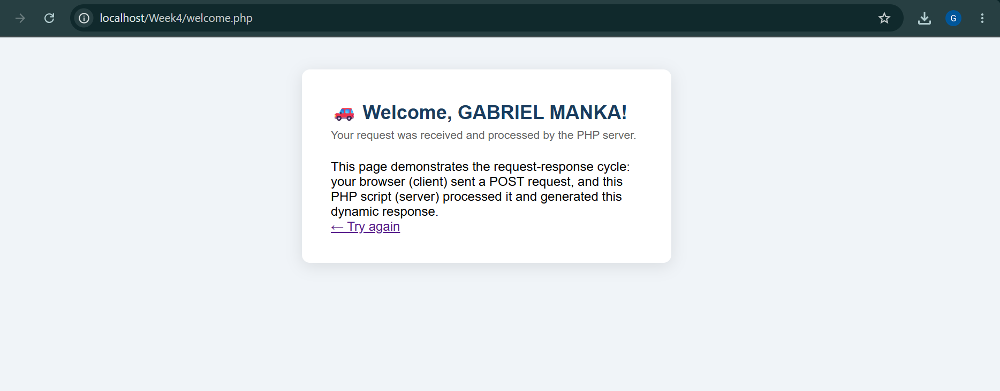 localhost/Week4/welcome.php
G
🚗 Welcome, GABRIEL MANKA!
Your request was received and processed by the PHP server.
This page demonstrates the request-response cycle:
your browser (client) sent a POST request, and this
PHP script (server) processed it and generated this
dynamic response.
← Try again